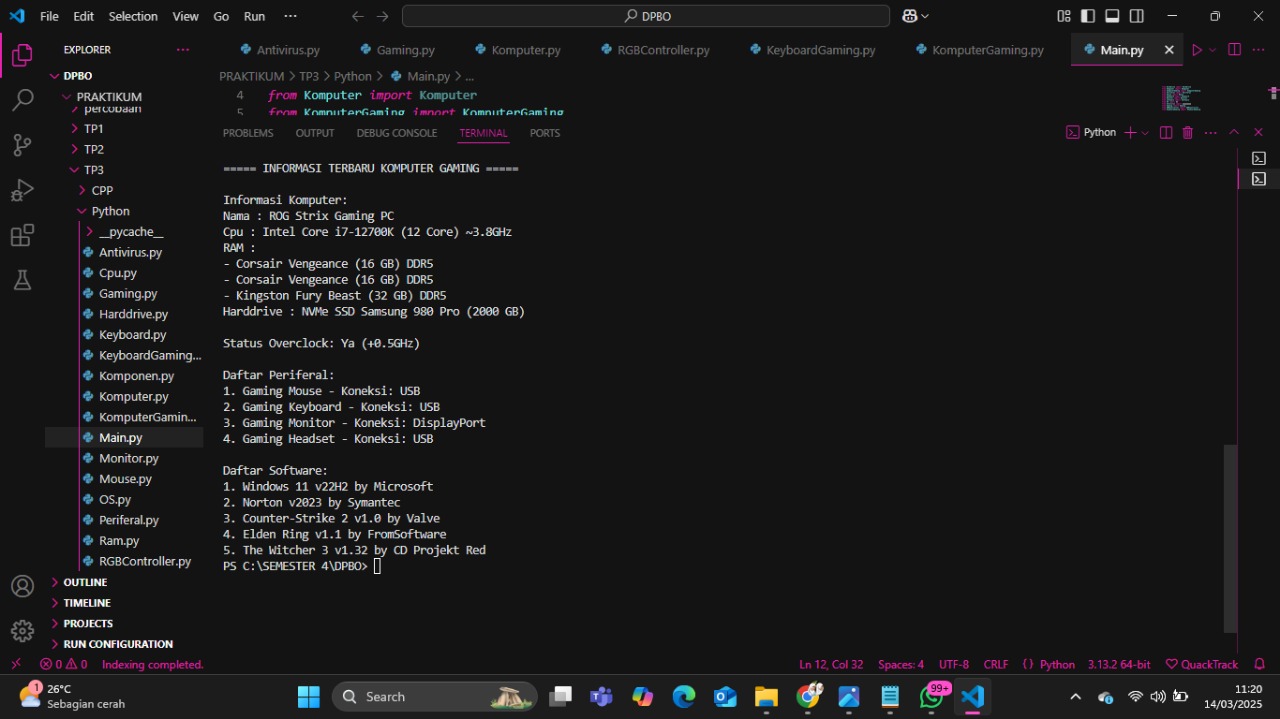 File Edit Selection View Go Run ··· DPBO
EXPLORER ···
Antivirus.py Gaming.py Komputer.py RGBController.py KeyboardGaming.py KomputerGaming.py Main.py
DPBO
PRAKTIKUM > TP3 > Python > Main.py > ...
PRAKTIKUM
4 from Komputer import Komputer
5 from KomputerGaming import KomputerGaming
percobaan
TP1
TP2
TP3
CPP
Python
__pycache__
Antivirus.py
Cpu.py
Gaming.py
Harddrive.py
Keyboard.py
KeyboardGaming...
Komponen.py
Komputer.py
KomputerGamin...
Main.py
Monitor.py
Mouse.py
OS.py
Periferal.py
Ram.py
RGBController.py
OUTLINE
TIMELINE
PROJECTS
RUN CONFIGURATION
PROBLEMS OUTPUT DEBUG CONSOLE TERMINAL PORTS Python
===== INFORMASI TERBARU KOMPUTER GAMING =====
Informasi Komputer:
Nama : ROG Strix Gaming PC
Cpu : Intel Core i7-12700K (12 Core) ~3.8GHz
RAM :
- Corsair Vengeance (16 GB) DDR5
- Corsair Vengeance (16 GB) DDR5
- Kingston Fury Beast (32 GB) DDR5
Harddrive : NVMe SSD Samsung 980 Pro (2000 GB)
Status Overclock: Ya (+0.5GHz)
Daftar Periferal:
1. Gaming Mouse - Koneksi: USB
2. Gaming Keyboard - Koneksi: USB
3. Gaming Monitor - Koneksi: DisplayPort
4. Gaming Headset - Koneksi: USB
Daftar Software:
1. Windows 11 v22H2 by Microsoft
2. Norton v2023 by Symantec
3. Counter-Strike 2 v1.0 by Valve
4. Elden Ring v1.1 by FromSoftware
5. The Witcher 3 v1.32 by CD Projekt Red
PS C:\SEMESTER 4\DPBO>
0 0 Indexing completed. Ln 12, Col 32 Spaces: 4 UTF-8 CRLF {} Python 3.13.2 64-bit QuackTrack
1 26°C
Sebagian cerah
Search
99+
11:20
14/03/2025